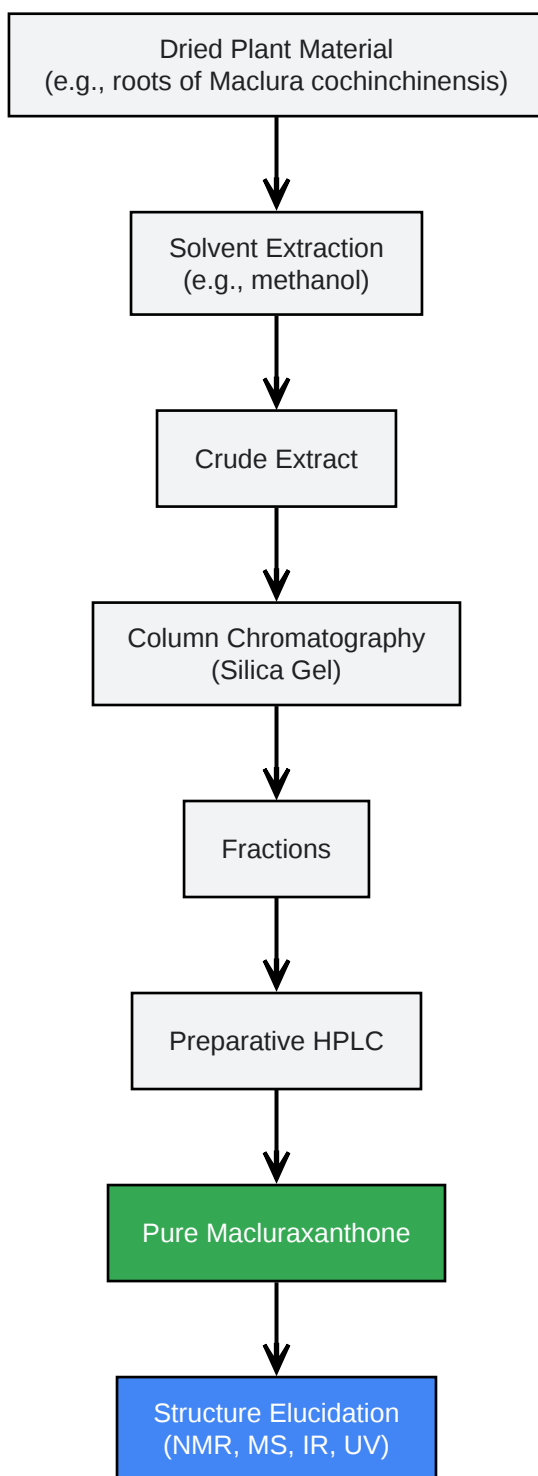 Dried Plant Material
(e.g., roots of Maclura cochinchinensis)
Solvent Extraction
(e.g., methanol)
Crude Extract
Column Chromatography
(Silica Gel)
Fractions
Preparative HPLC
Pure Macluraxanthone
Structure Elucidation
(NMR, MS, IR, UV)